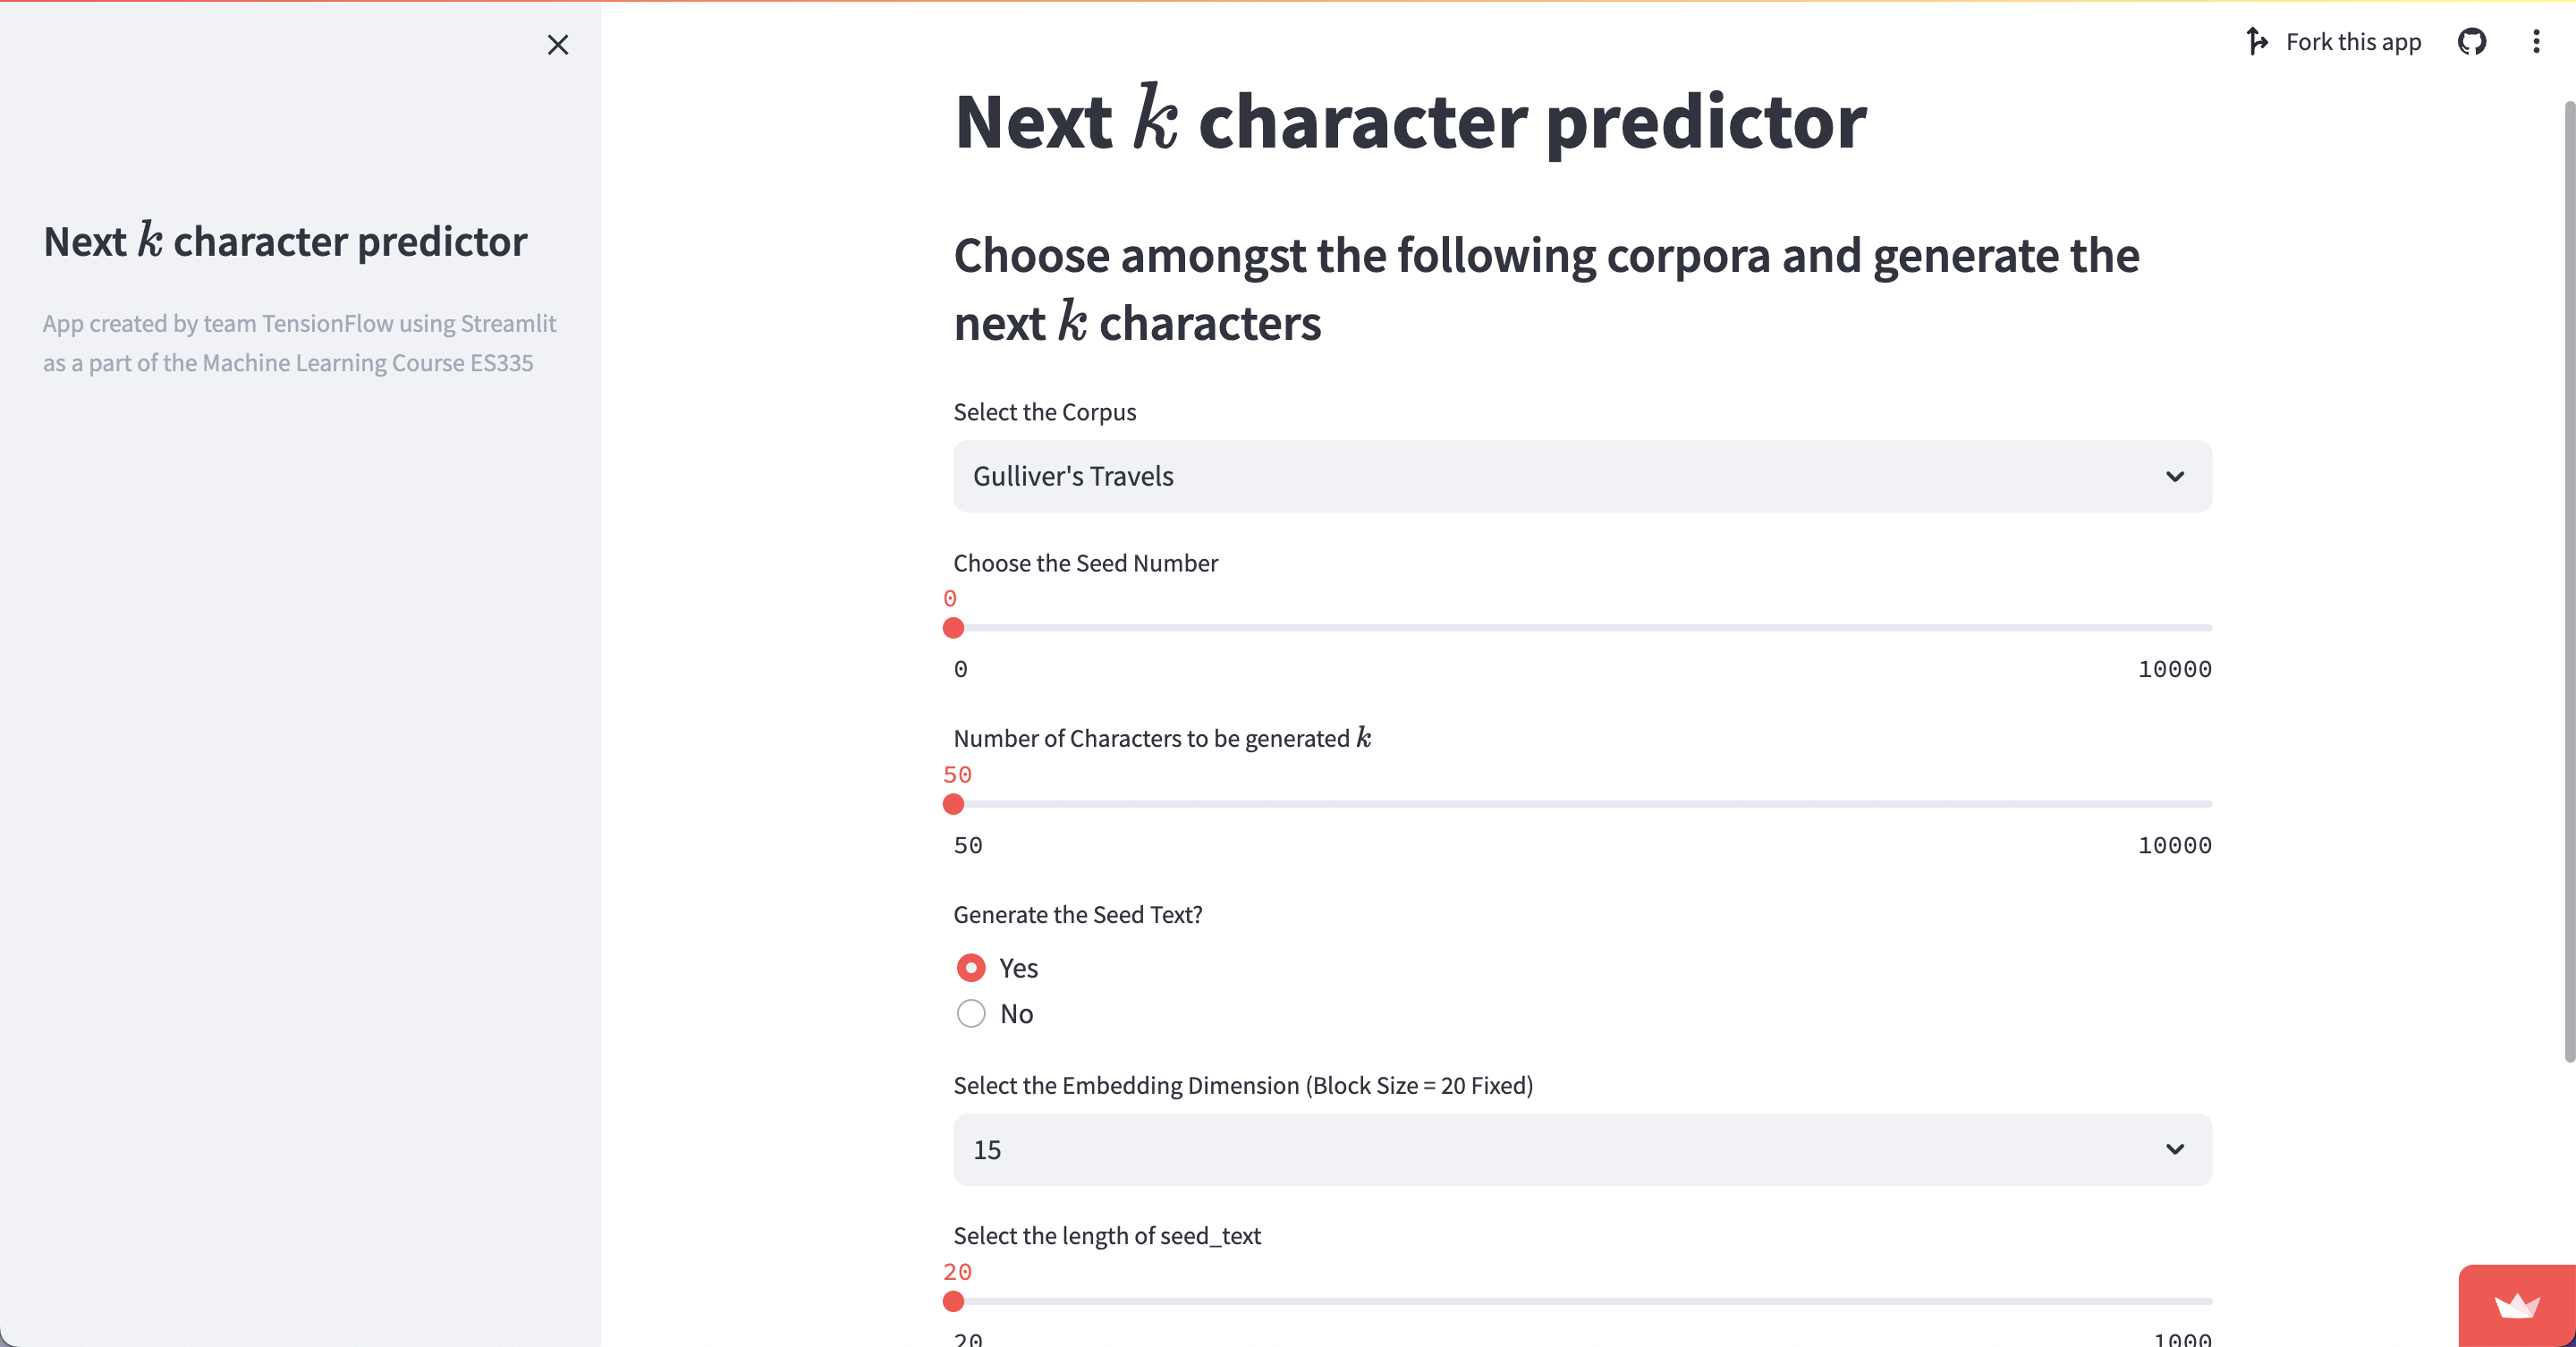 Fork this app
Next k character predictor
App created by team TensionFlow using Streamlit
as a part of the Machine Learning Course ES335
Next k character predictor
Choose amongst the following corpora and generate the
next k characters
Select the Corpus
Gulliver's Travels
Choose the Seed Number
0
0 10000
Number of Characters to be generated k
50
50 10000
Generate the Seed Text?
Yes
No
Select the Embedding Dimension (Block Size = 20 Fixed)
15
Select the length of seed_text
20
20 1000